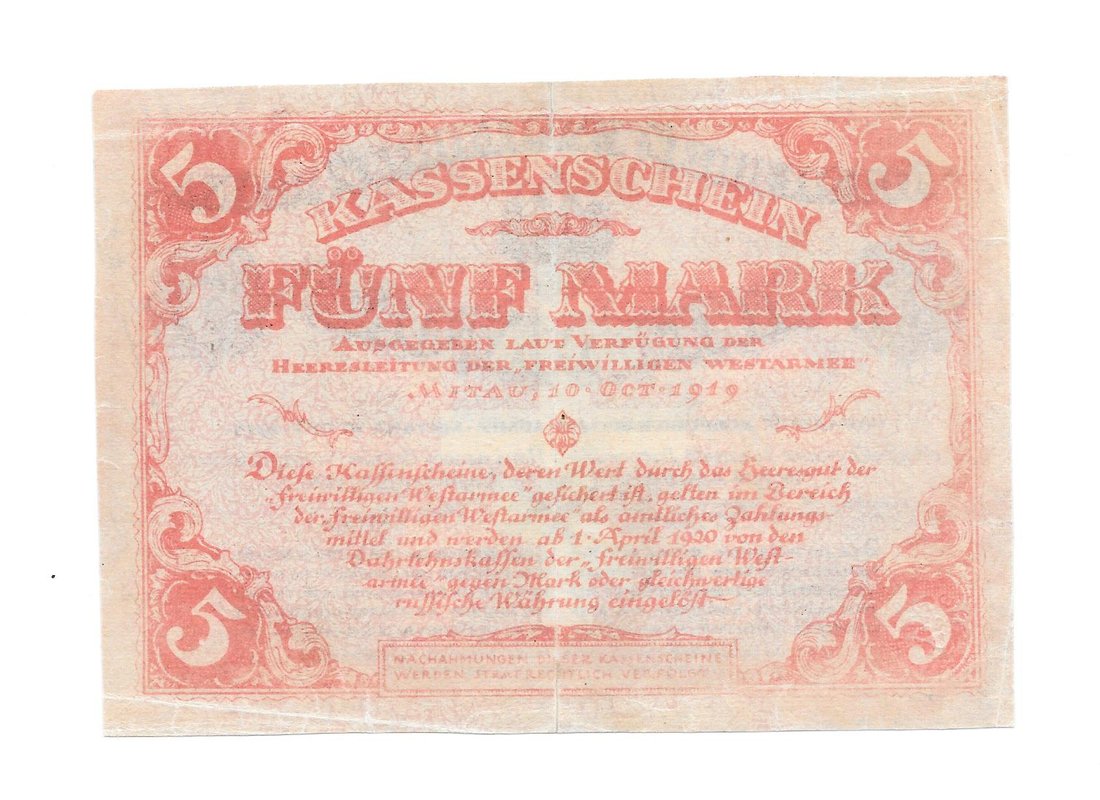 5 5
KASSENSCHEIN
FÜNF MARK
AUSGEGEBEN LAUT VERFÜGUNG DER
HEERESLEITUNG DER „FREIWILLIGEN WESTARMEE"
MITAU, 10·OCT·1919
Diese Kassenscheine, deren Wert durch das Heeresgut der
„freiwilligen Westarmee" gesichert ist, gelten im Bereich
der „freiwilligen Westarmee" als amtliches Zahlungs-
mittel und werden ab 1·April 1920 von den
Dahrlehnskassen der „freiwilligen West-
armee" gegen Mark oder gleichwertige
russische Währung eingelöst
5 5
NACHAHMUNGEN DIESER KASSENSCHEINE
WERDEN STRAFRECHTLICH VERFOLGT